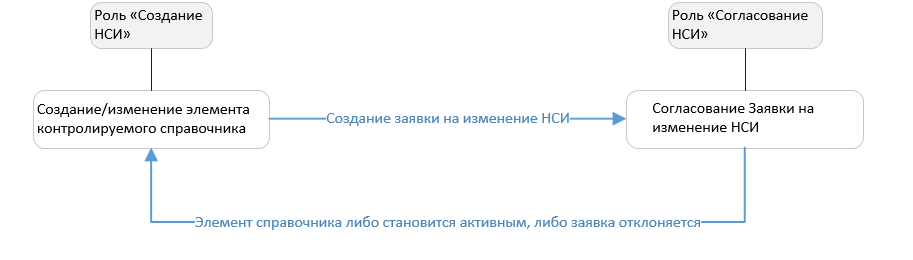 Роль «Создание
НСИ»
Роль «Согласование
НСИ»
Создание/изменение элемента
контролируемого справочника
Создание заявки на изменение НСИ
Согласование Заявки на
изменение НСИ
Элемент справочника либо становится активным, либо заявка отклоняется